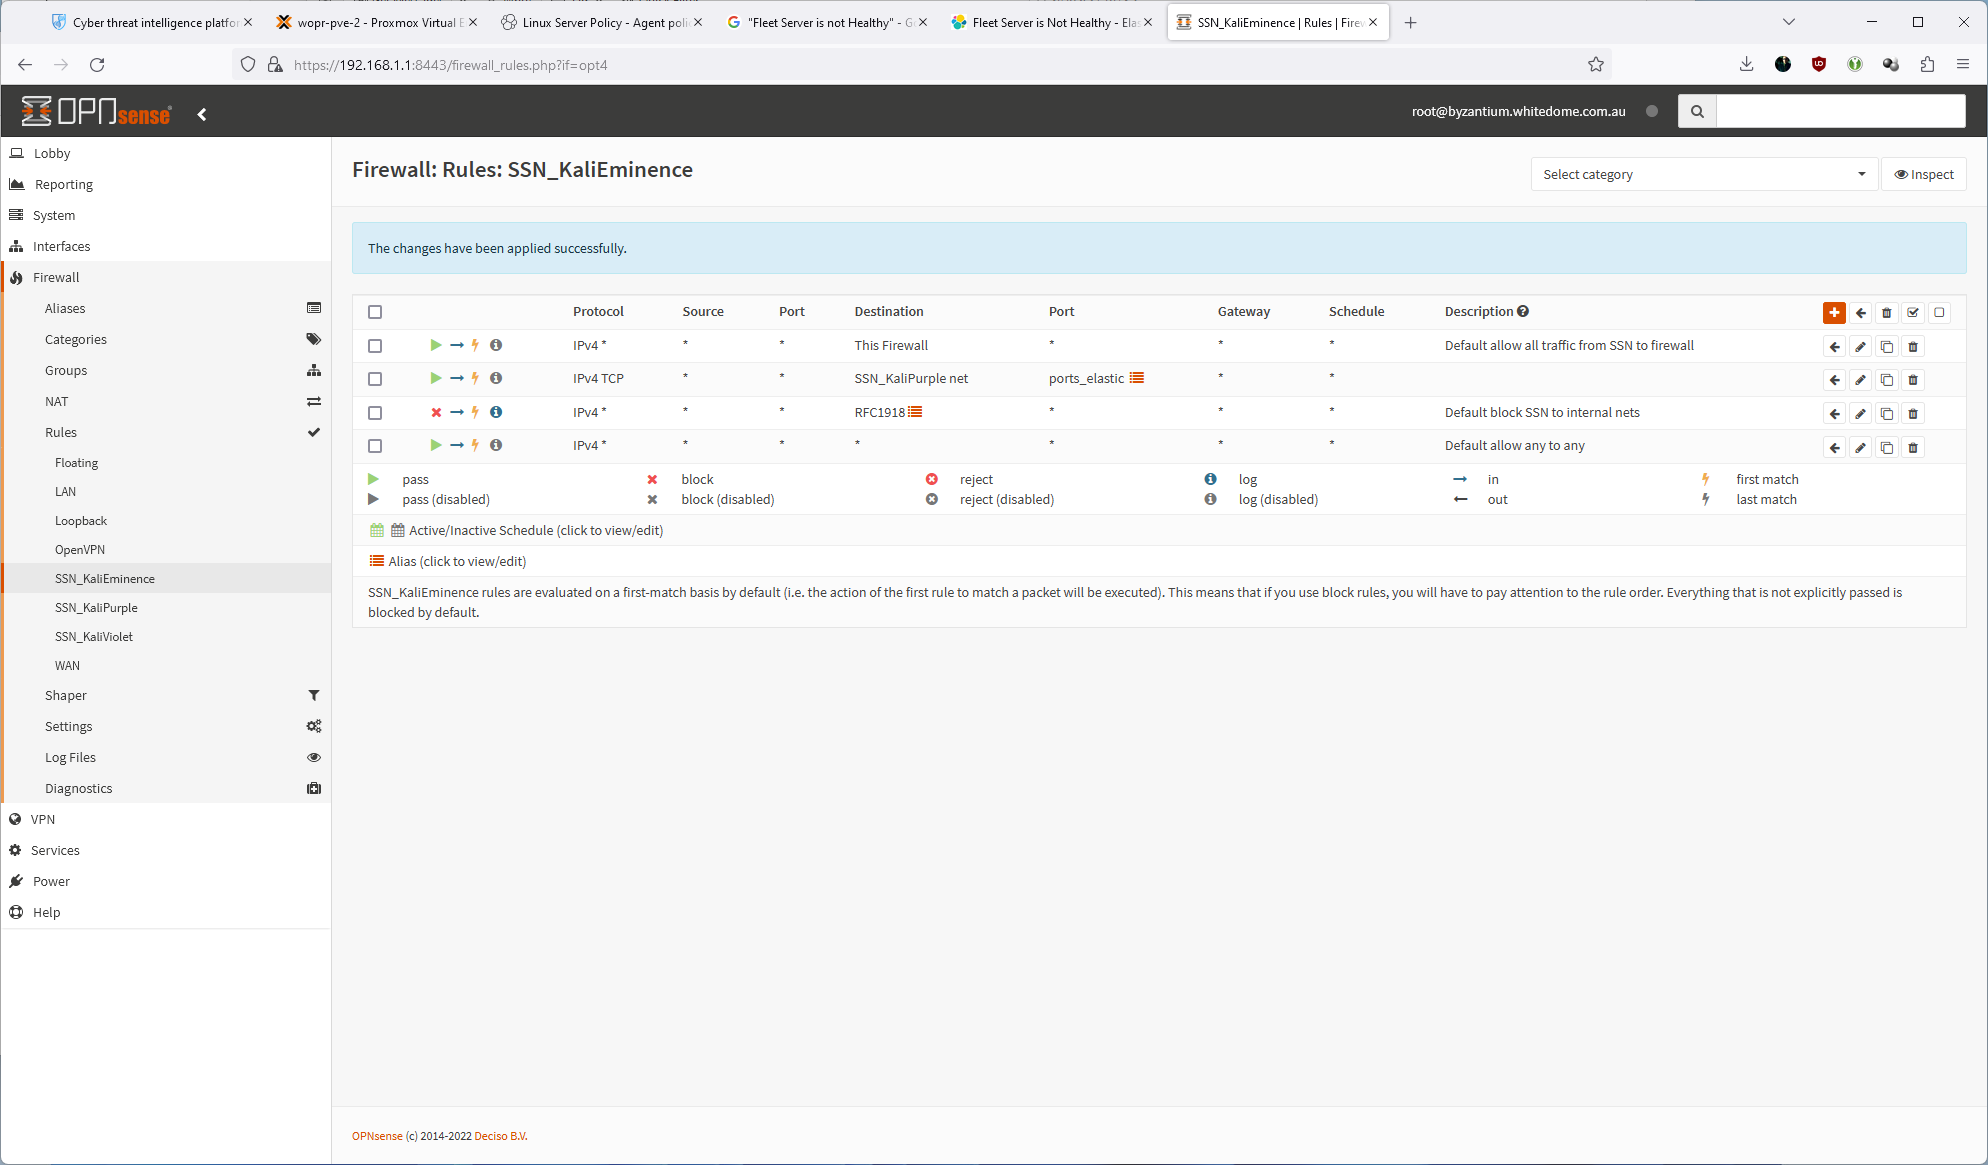 Cyber threat intelligence platfor
wopr-pve-2 - Proxmox Virtual E
Linux Server Policy - Agent poli
"Fleet Server is not Healthy" - G
Fleet Server is Not Healthy - Elas
SSN_KaliEminence | Rules | Firew
https://192.168.1.1:8443/firewall_rules.php?if=opt4
OPNsense
root@byzantium.whitedome.com.au
Lobby
Reporting
System
Interfaces
Firewall
Aliases
Categories
Groups
NAT
Rules
Floating
LAN
Loopback
OpenVPN
SSN_KaliEminence
SSN_KaliPurple
SSN_KaliViolet
WAN
Shaper
Settings
Log Files
Diagnostics
VPN
Services
Power
Help
Firewall: Rules: SSN_KaliEminence
Select category
Inspect
The changes have been applied successfully.
Protocol Source Port Destination Port Gateway Schedule Description
IPv4 * * * This Firewall * * * Default allow all traffic from SSN to firewall
IPv4 TCP * * SSN_KaliPurple net ports_elastic * *
IPv4 * * * RFC1918 * * * Default block SSN to internal nets
IPv4 * * * * * * * Default allow any to any
pass block reject log in first match
pass (disabled) block (disabled) reject (disabled) log (disabled) out last match
Active/Inactive Schedule (click to view/edit)
Alias (click to view/edit)
SSN_KaliEminence rules are evaluated on a first-match basis by default (i.e. the action of the first rule to match a packet will be executed). This means that if you use block rules, you will have to pay attention to the rule order. Everything that is not explicitly passed is
blocked by default.
OPNsense (c) 2014-2022 Deciso B.V.